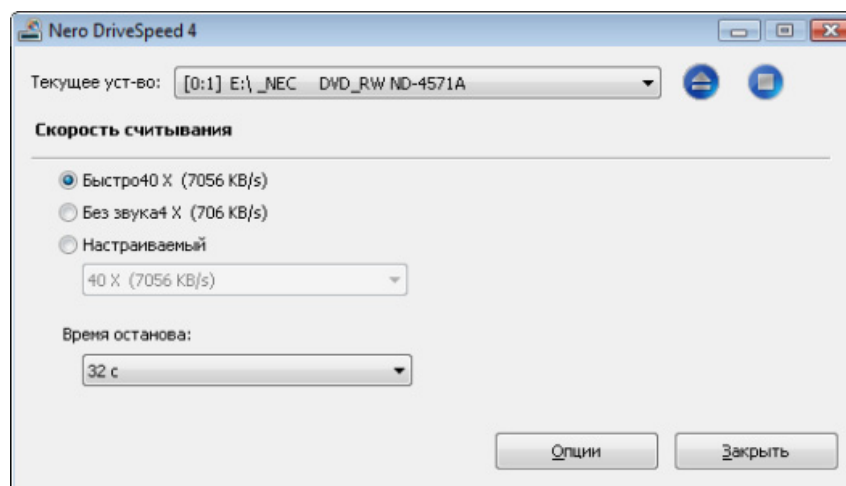 Nero DriveSpeed 4
Текущее уст-во: [0:1] E:\ _NEC DVD_RW ND-4571A
Скорость считывания
Быстро40 X (7056 KB/s)
Без звука4 X (706 KB/s)
Настраиваемый
40 X (7056 KB/s)
Время останова:
32 с
Опции Закрыть